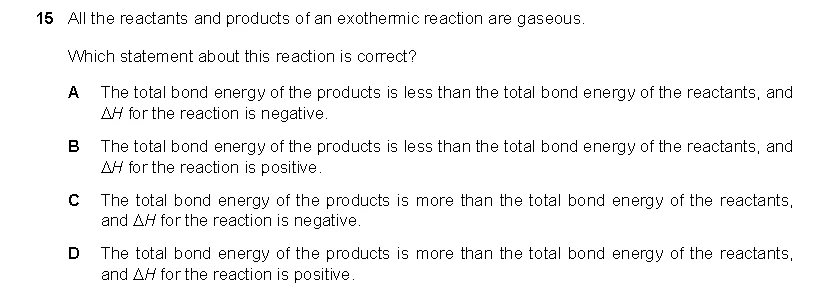 15 All the reactants and products of an exothermic reaction are gaseous.
Which statement about this reaction is correct?
A The total bond energy of the products is less than the total bond energy of the reactants, and
ΔH for the reaction is negative.
B The total bond energy of the products is less than the total bond energy of the reactants, and
ΔH for the reaction is positive.
C The total bond energy of the products is more than the total bond energy of the reactants,
and ΔH for the reaction is negative.
D The total bond energy of the products is more than the total bond energy of the reactants,
and ΔH for the reaction is positive.